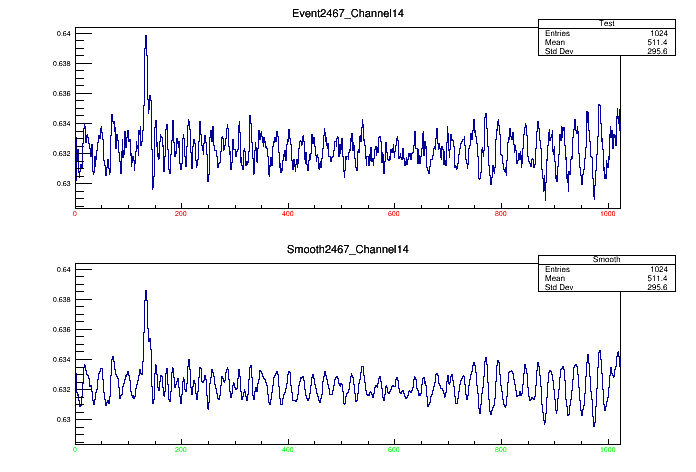 Event2467_Channel14
Test
Entries 1024
Mean 511.4
Std Dev 295.6
0.64
0.638
0.636
0.634
0.632
0.63
0 200 400 600 800 1000
Smooth2467_Channel14
Smooth
Entries 1024
Mean 511.4
Std Dev 295.6
0.64
0.638
0.636
0.634
0.632
0.63
0 200 400 600 800 1000